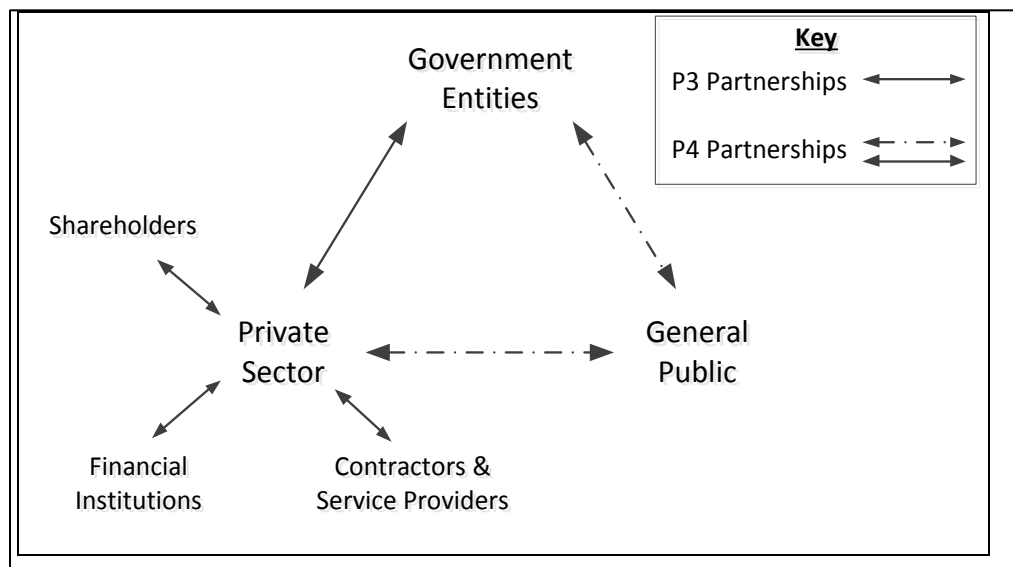 Government
Entities
Key
P3 Partnerships
P4 Partnerships
Shareholders
Private
Sector
General
Public
Financial
Institutions
Contractors &
Service Providers